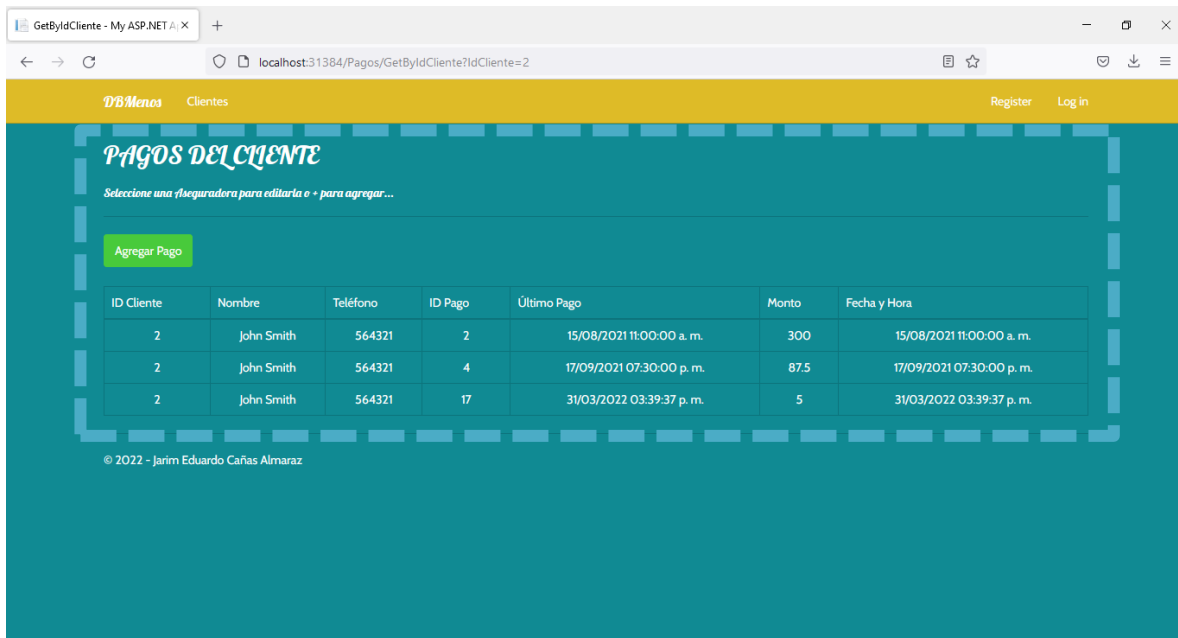 GetByIdCliente - My ASP.NET A
localhost:31384/Pagos/GetByIdCliente?IdCliente=2
DBMenos Clientes Register Log in
PAGOS DEL CLIENTE
Seleccione una Aseguradora para editarla o + para agregar...
Agregar Pago
ID Cliente Nombre Teléfono ID Pago Último Pago Monto Fecha y Hora
2 John Smith 564321 2 15/08/2021 11:00:00 a. m. 300 15/08/2021 11:00:00 a. m.
2 John Smith 564321 4 17/09/2021 07:30:00 p. m. 87.5 17/09/2021 07:30:00 p. m.
2 John Smith 564321 17 31/03/2022 03:39:37 p. m. 5 31/03/2022 03:39:37 p. m.
© 2022 - Jarim Eduardo Cañas Almaraz